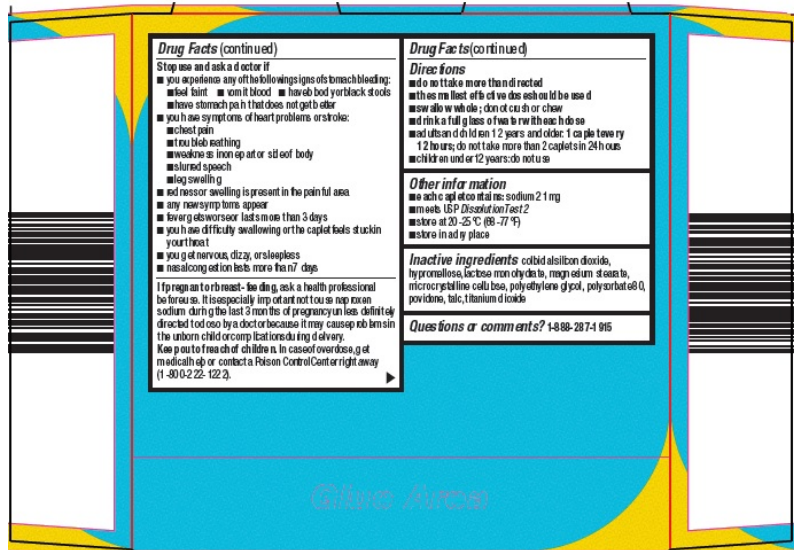 Drug Facts (continued)
Stop use and ask a doctor if
■ you experience any of the following signs of stomach bleeding:
■ feel faint ■ vomit blood ■ have bloody or black stools
■ have stomach pain that does not get better
■ you have symptoms of heart problems or stroke:
■ chest pain
■ trouble breathing
■ weakness in one part or side of body
■ slurred speech
■ leg swelling
■ redness or swelling is present in the painful area
■ any new symptoms appear
■ fever gets worse or lasts more than 3 days
■ you have difficulty swallowing or the caplet feels stuck in
your throat
■ you get nervous, dizzy, or sleepless
■ nasal congestion lasts more than 7 days
If pregnant or breast-feeding, ask a health professional
before use. It is especially important not to use naproxen
sodium during the last 3 months of pregnancy unless definitely
directed to do so by a doctor because it may cause problems in
the unborn child or complications during delivery.
Keep out of reach of children. In case of overdose, get
medical help or contact a Poison Control Center right away
(1-800-222-1222).
Drug Facts (continued)
Directions
■ do not take more than directed
■ the smallest effective dose should be used
■ swallow whole; do not crush or chew
■ drink a full glass of water with each dose
■ adults and children 12 years and older: 1 caplet every
12 hours; do not take more than 2 caplets in 24 hours
■ children under 12 years: do not use
Other information
■ each caplet contains: sodium 21 mg
■ meets USP Dissolution Test 2
■ store at 20-25°C (68-77°F)
■ store in a dry place
Inactive ingredients colloidal silicon dioxide,
hypromellose, lactose monohydrate, magnesium stearate,
microcrystalline cellulose, polyethylene glycol, polysorbate 80,
povidone, talc, titanium dioxide
Questions or comments? 1-888-287-1915
Glue Area